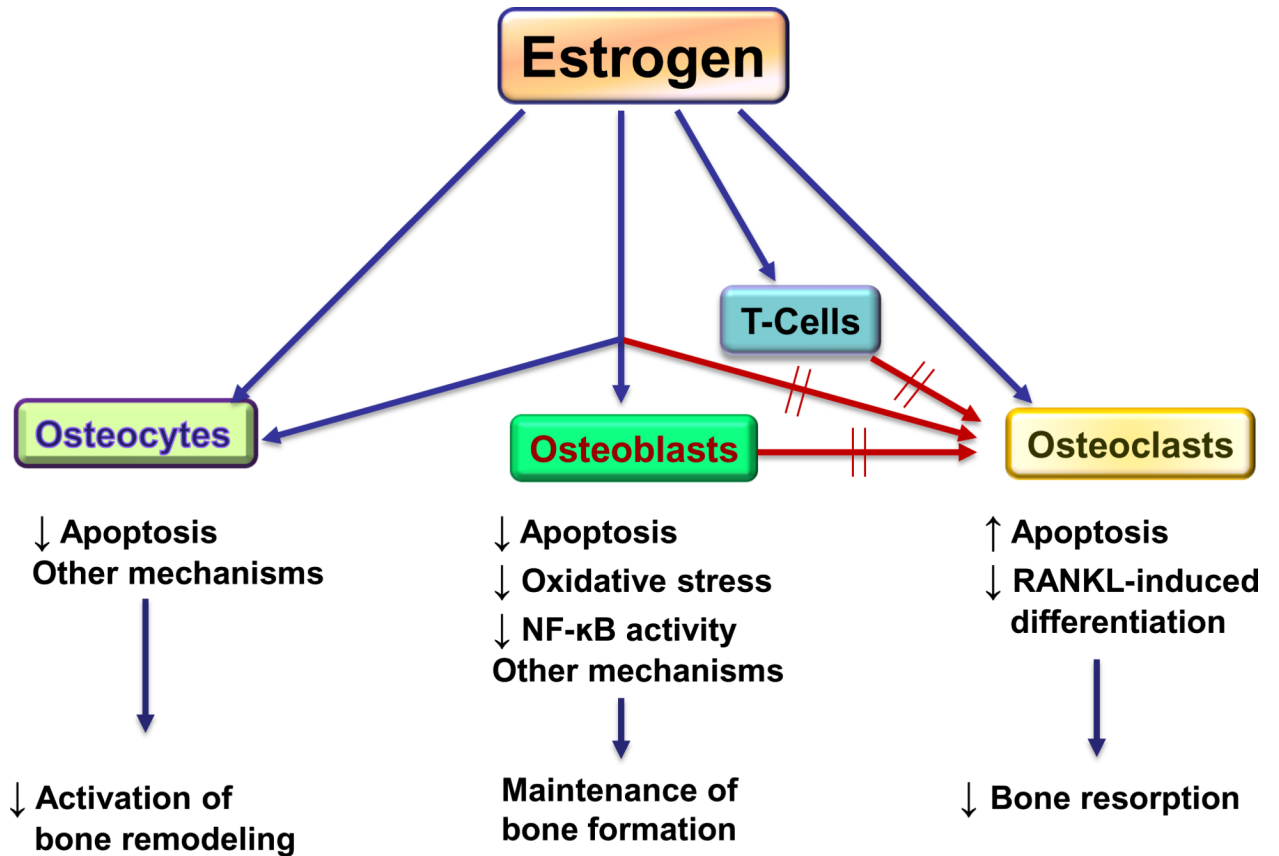 Estrogen
T-Cells
Osteocytes
Osteoblasts
Osteoclasts
↓ Apoptosis
Other mechanisms
↓ Activation of
bone remodeling
↓ Apoptosis
↓ Oxidative stress
↓ NF-κB activity
Other mechanisms
Maintenance of
bone formation
↑ Apoptosis
↓ RANKL-induced
differentiation
↓ Bone resorption